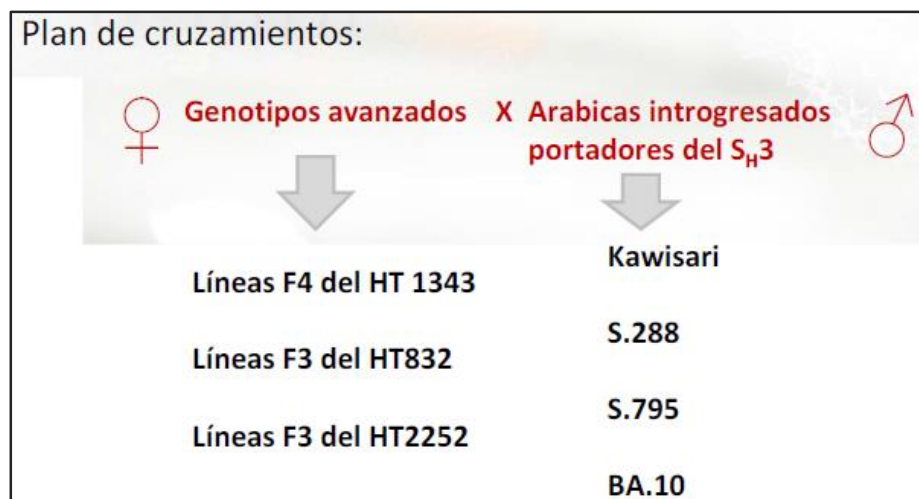 Plan de cruzamientos:
♀ Genotipos avanzados X Arabicas introgresados ♂
portadores del S_H3
Líneas F4 del HT 1343
Líneas F3 del HT832
Líneas F3 del HT2252
Kawisari
S.288
S.795
BA.10